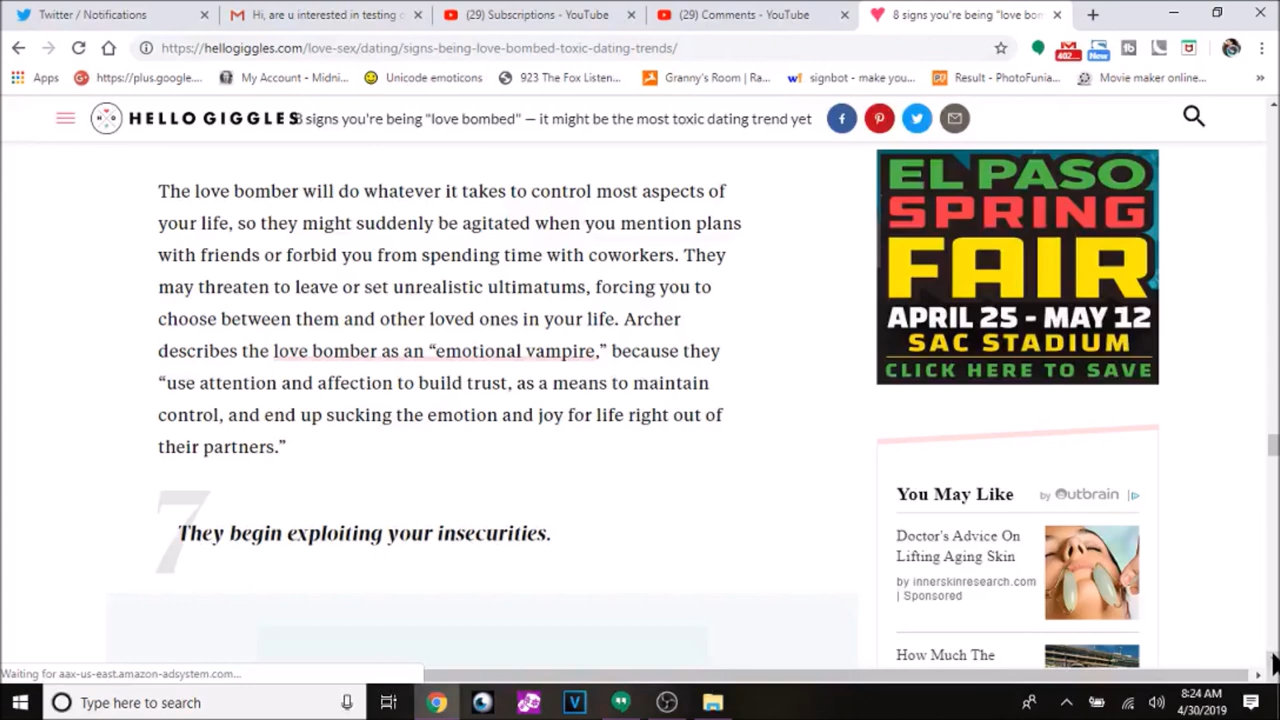 Twitter / Notifications
Hi, are u interested in testing o
(29) Subscriptions - YouTube
(29) Comments - YouTube
8 signs you're being "love bom
https://hellogiggles.com/love-sex/dating/signs-being-love-bombed-toxic-dating-trends/
402
New
Apps
https://plus.google....
My Account - Midni...
Unicode emoticons
923 The Fox Listen...
Granny's Room | Ra...
w!
signbot - make you...
Result - PhotoFunia...
Movie maker online...
»
HELLO GIGGLES
8 signs you're being "love bombed" — it might be the most toxic dating trend yet
The love bomber will do whatever it takes to control most aspects of
your life, so they might suddenly be agitated when you mention plans
with friends or forbid you from spending time with coworkers. They
may threaten to leave or set unrealistic ultimatums, forcing you to
choose between them and other loved ones in your life. Archer
describes the love bomber as an “emotional vampire,” because they
“use attention and affection to build trust, as a means to maintain
control, and end up sucking the emotion and joy for life right out of
their partners.”
7
They begin exploiting your insecurities.
EL PASO
SPRING
FAIR
APRIL 25 - MAY 12
SAC STADIUM
CLICK HERE TO SAVE
You May Like
by Outbrain
Doctor's Advice On
Lifting Aging Skin
by innerskinresearch.com
| Sponsored
How Much The
Waiting for aax-us-east.amazon-adsystem.com...
Type here to search
8:24 AM
4/30/2019